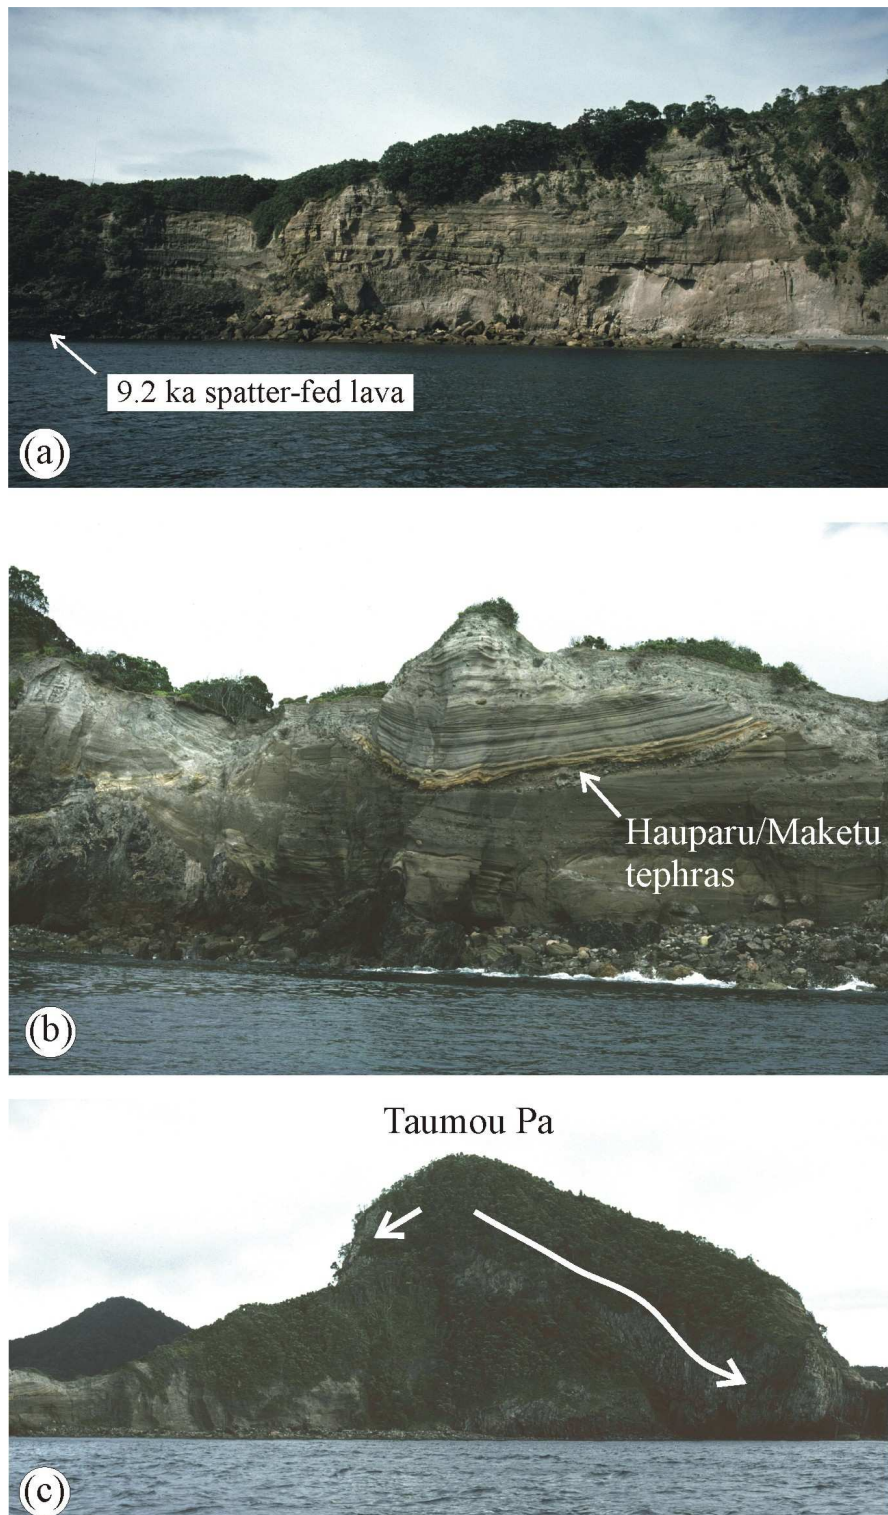 9.2 ka spatter-fed lava
(a)
Hauparu/Maketu
tephras
(b)
Taumou Pa
(c)